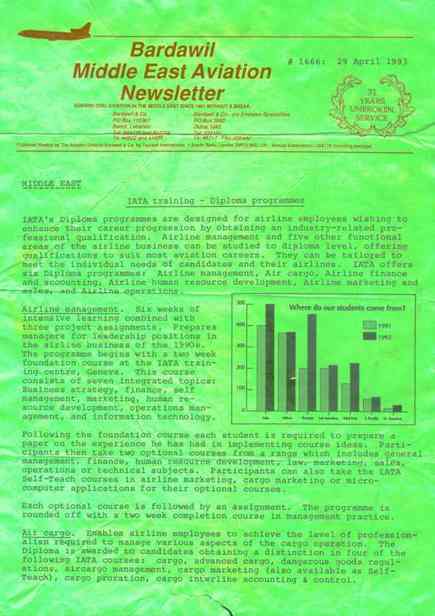 Bardawil
Middle East Aviation
Newsletter
# 1666: 29 April 1993
31
YEARS
UNBROKEN
SERVICE
Bardawil & Co.
Beirut, Lebanon
Dubai, UAE
MIDDLE EAST
IATA training - Diploma programmes
IATA's Diploma programmes are designed for airline employees wishing to
enhance their career progression by obtaining an industry-related pro-
fessional qualification. Airline management and five other functional
areas of the airline business can be studied to diploma level, offering
qualifications to suit most aviation careers. They can be tailored to
meet the individual needs of candidates and their airlines. IATA offers
six Diploma programmes: Airline management, Air cargo, Airline finance
and accounting, Airline human resource development, Airline marketing and
sales, and Airline operations.
Airline management. Six weeks of
intensive learning combined with
three project assignments. Prepares
managers for leadership positions in
the airline business of the 1990s.
The programme begins with a two week
foundation course at the IATA train-
ing centre, Geneva. This course
consists of seven integrated topics:
Business strategy, finance, self
management, marketing, human re-
source development, operations man-
agement, and information technology.
Where do our students come from?
1991
1992
Following the foundation course each student is required to prepare a
paper on the experience he has had in implementing course ideas. Parti-
cipants then take two optional courses from a range which includes general
management, finance, human resource development, law, marketing, sales,
operations or technical subjects. Participants can also take the IATA
Self-Teach courses in airline marketing, cargo marketing or micro-
computer applications for their optional courses.
Each optional course is followed by an assignment. The programme is
rounded off with a two week completion course in management practice.
Air cargo. Enables airline employees to achieve the level of profession-
alism required to manage various aspects of the cargo operation. The
Diploma is awarded to candidates obtaining a distinction in four of the
following IATA courses: cargo, advanced cargo, dangerous goods regul-
ations, aircargo management, cargo marketing (also available as Self-
Teach), cargo proration, cargo interline accounting & control.